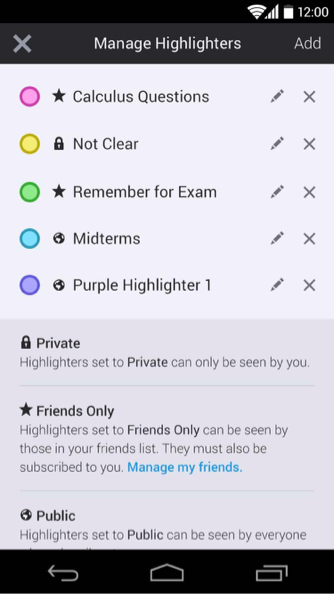 12:00
Manage Highlighters Add
Calculus Questions
Not Clear
Remember for Exam
Midterms
Purple Highlighter 1
Private
Highlighters set to Private can only be seen by you.
Friends Only
Highlighters set to Friends Only can be seen by
those in your friends list. They must also be
subscribed to you. Manage my friends.
Public
Highlighters set to Public can be seen by everyone